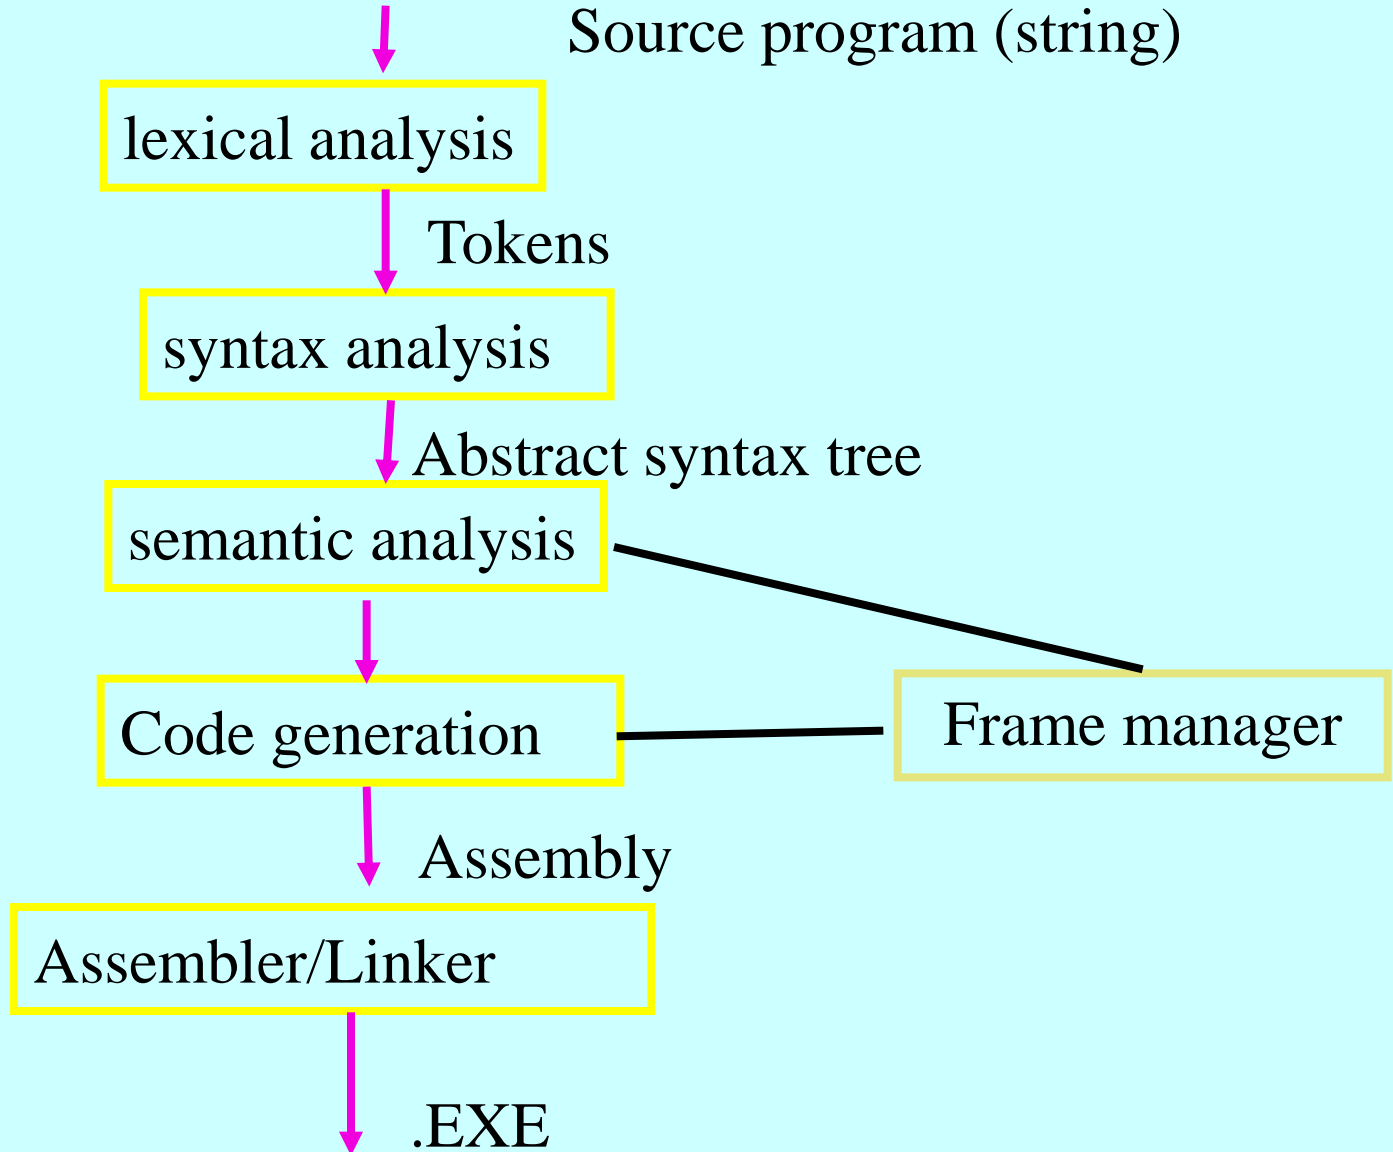 Source program (string)
lexical analysis
Tokens
syntax analysis
Abstract syntax tree
semantic analysis
Code generation
Frame manager
Assembly
Assembler/Linker
.EXE